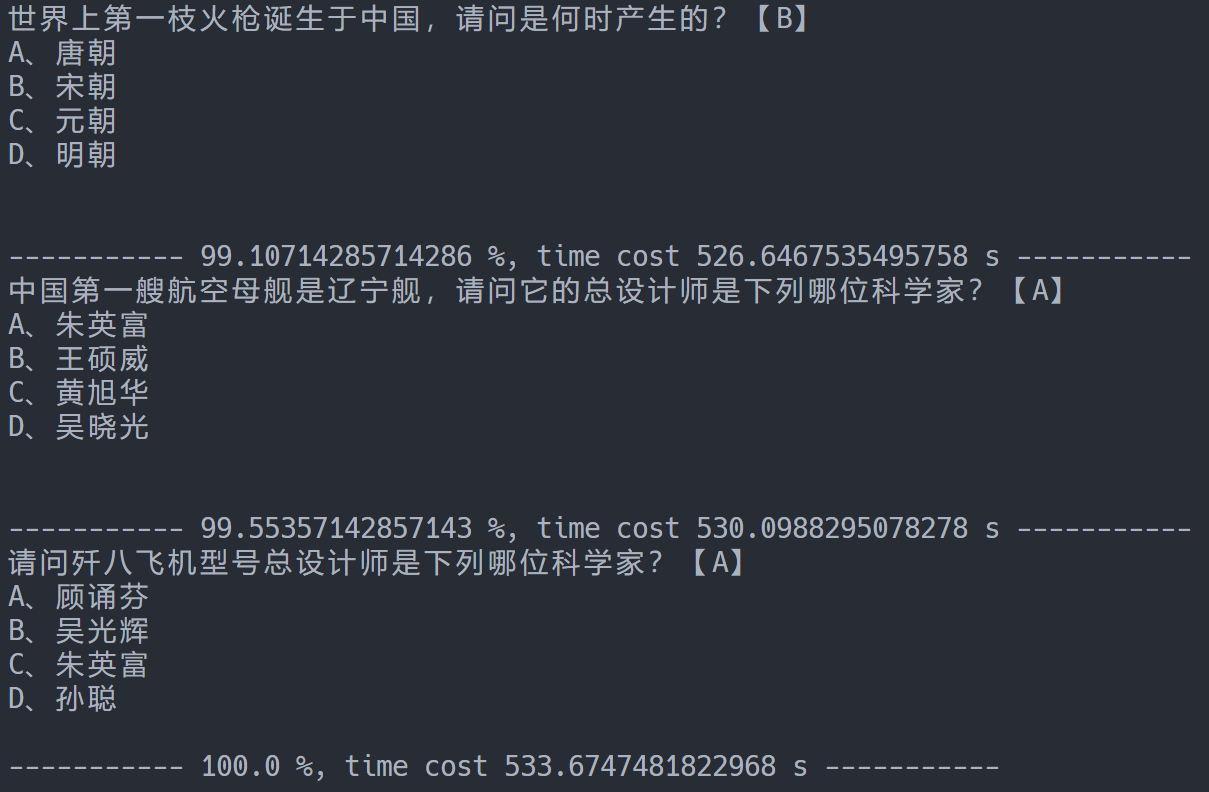 世界上第一枝火枪诞生于中国，请问是何时产生的？【B】
A、唐朝
B、宋朝
C、元朝
D、明朝
----------- 99.10714285714286 %, time cost 526.6467535495758 s -----------
中国第一艘航空母舰是辽宁舰，请问它的总设计师是下列哪位科学家？【A】
A、朱英富
B、王硕威
C、黄旭华
D、吴晓光
----------- 99.55357142857143 %, time cost 530.0988295078278 s -----------
请问歼八飞机型号总设计师是下列哪位科学家？【A】
A、顾诵芬
B、吴光辉
C、朱英富
D、孙聪
----------- 100.0 %, time cost 533.6747481822968 s -----------